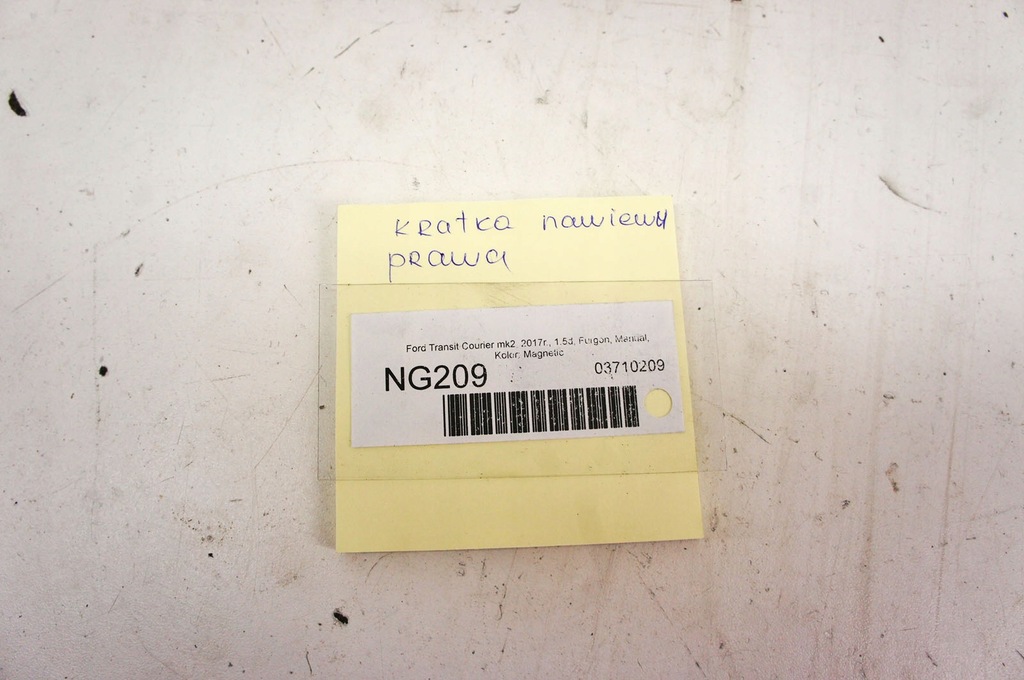 kratka nawiewu
prawa
Ford Transit Courier mk2, 2017r., 1.5d, Furgon, Manual,
Kolor: Magnetic
NG209
03710209